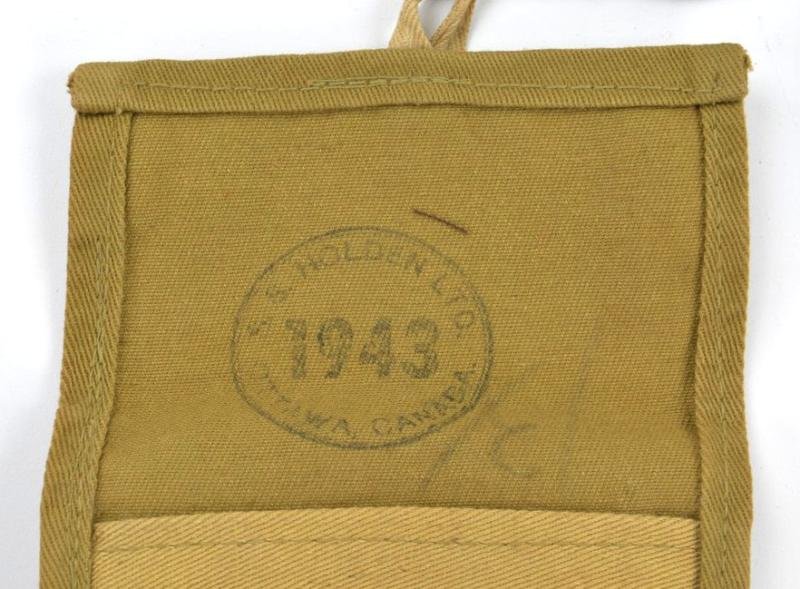 S. S. HOLDEN LTD.
1943
OTTAWA, CANADA.